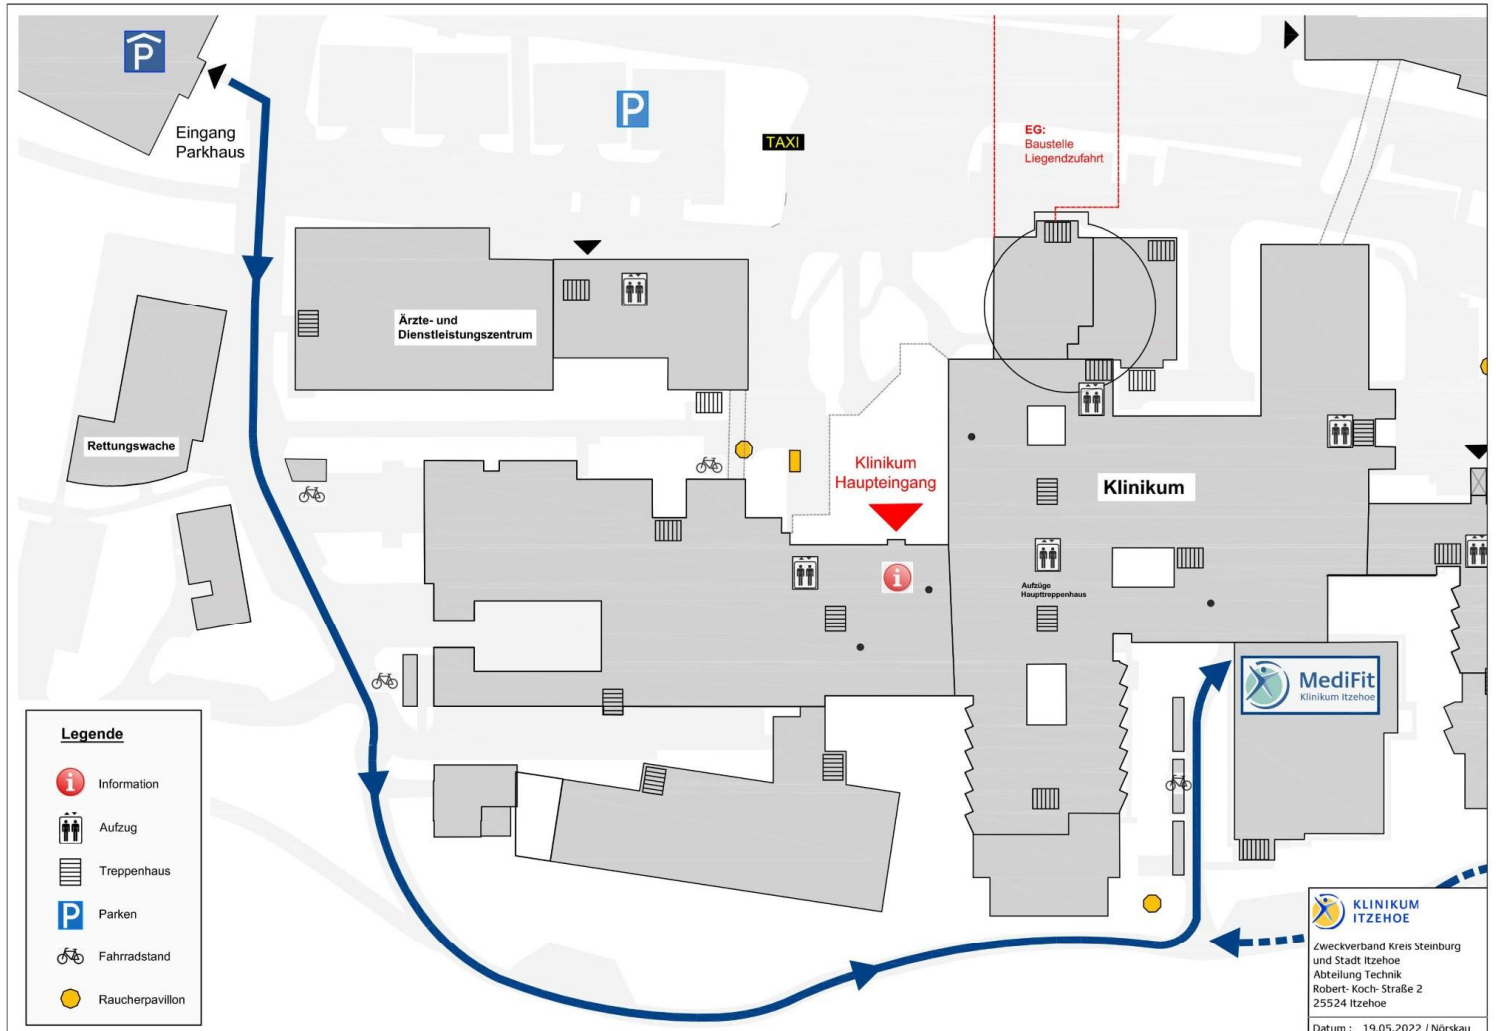 P
Eingang
Parkhaus
P
TAXI
EG:
Baustelle
Liegendzufahrt
Ärzte- und
Dienstleistungszentrum
Rettungswache
Klinikum
Haupteingang
Klinikum
i
Aufzüge
Haupttreppenhaus
MediFit
Klinikum Itzehoe
Legende
i Information
Aufzug
Treppenhaus
P Parken
Fahrradstand
Raucherpavillon
KLINIKUM
ITZEHOE
Zweckverband Kreis Steinburg
und Stadt Itzehoe
Abteilung Technik
Robert- Koch- Straße 2
25524 Itzehoe
Datum : 19.05.2022 / Nörskau